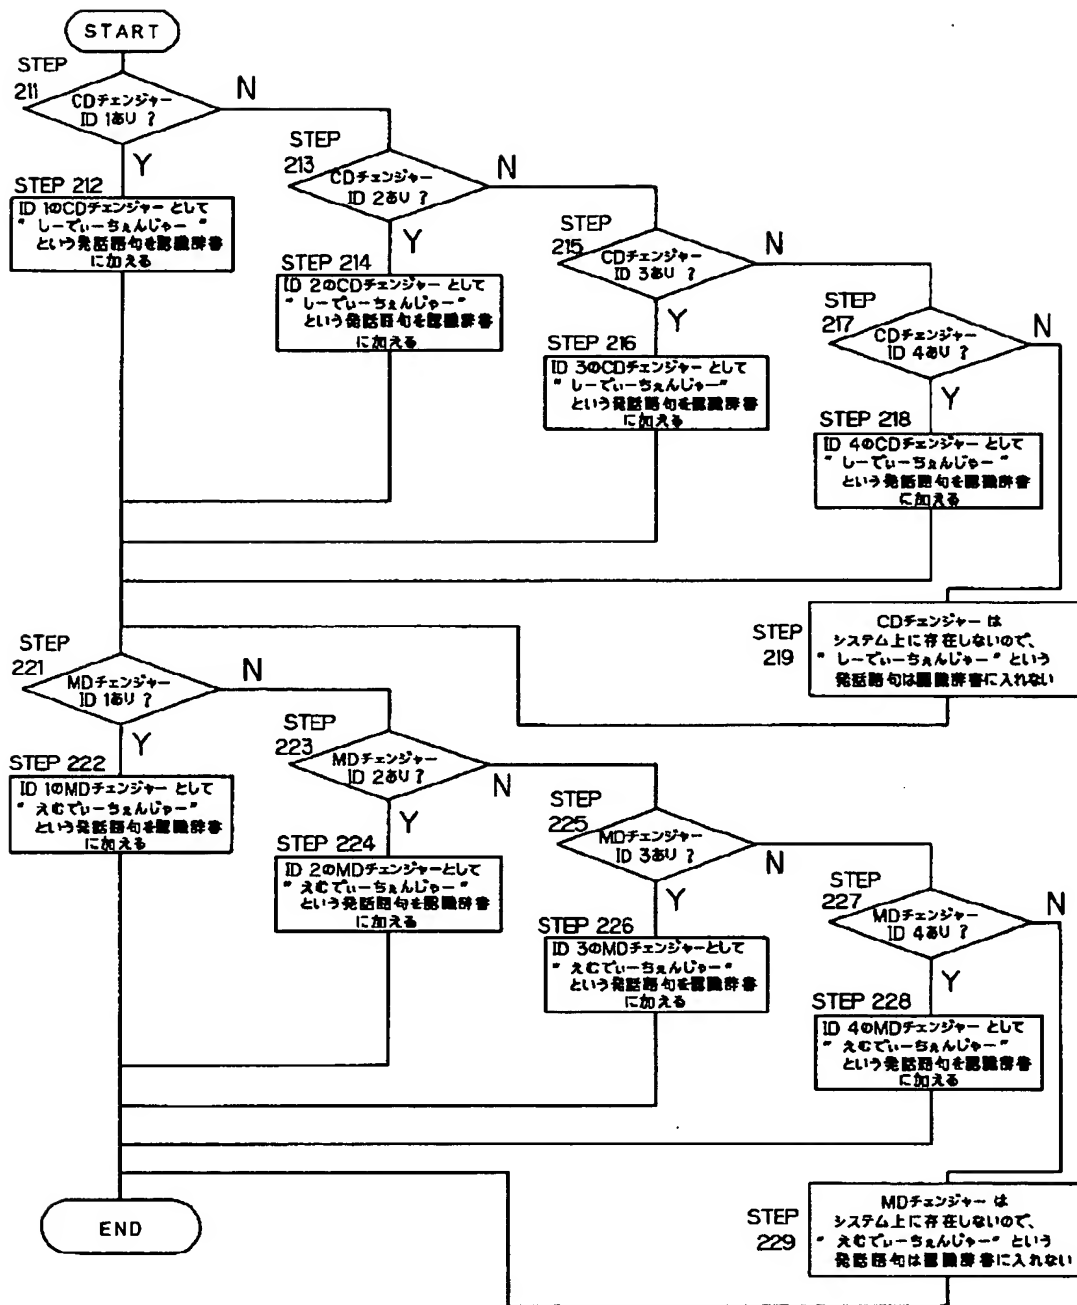 START
STEP
211
CDチェンジャー
ID 1あり ?
N
Y
STEP 212
ID 1のCDチェンジャー として
" しーでぃーちぇんじゃー "
という発話語句を認識辞書
に加える
STEP
213
CDチェンジャー
ID 2あり ?
N
Y
STEP 214
ID 2のCDチェンジャーとして
" しーでぃーちぇんじゃー "
という発話語句を認識辞書
に加える
STEP
215
CDチェンジャー
ID 3あり ?
N
Y
STEP 216
ID 3のCDチェンジャーとして
" しーでぃーちぇんじゃー "
という発話語句を認識辞書
に加える
STEP
217
CDチェンジャー
ID 4あり ?
N
Y
STEP 218
ID 4のCDチェンジャー として
" しーでぃーちぇんじゃー "
という発話語句を認識辞書
に加える
STEP
219
CDチェンジャー は
システム上に存在しないので、
" しーでぃーちぇんじゃー " という
発話語句は認識辞書に入れない
STEP
221
MDチェンジャー
ID 1あり ?
N
Y
STEP 222
ID 1のMDチェンジャー として
" えむでぃーちぇんじゃー "
という発話語句を認識辞書
に加える
STEP
223
MDチェンジャー
ID 2あり ?
N
Y
STEP 224
ID 2のMDチェンジャーとして
" えむでぃーちぇんじゃー "
という発話語句を認識辞書
に加える
STEP
225
MDチェンジャー
ID 3あり ?
N
Y
STEP 226
ID 3のMDチェンジャーとして
" えむでぃーちぇんじゃー "
という発話語句を認識辞書
に加える
STEP
227
MDチェンジャー
ID 4あり ?
N
Y
STEP 228
ID 4のMDチェンジャー として
" えむでぃーちぇんじゃー "
という発話語句を認識辞書
に加える
STEP
229
MDチェンジャー は
システム上に存在しないので、
" えむでぃーちぇんじゃー " という
発話語句は認識辞書に入れない
END